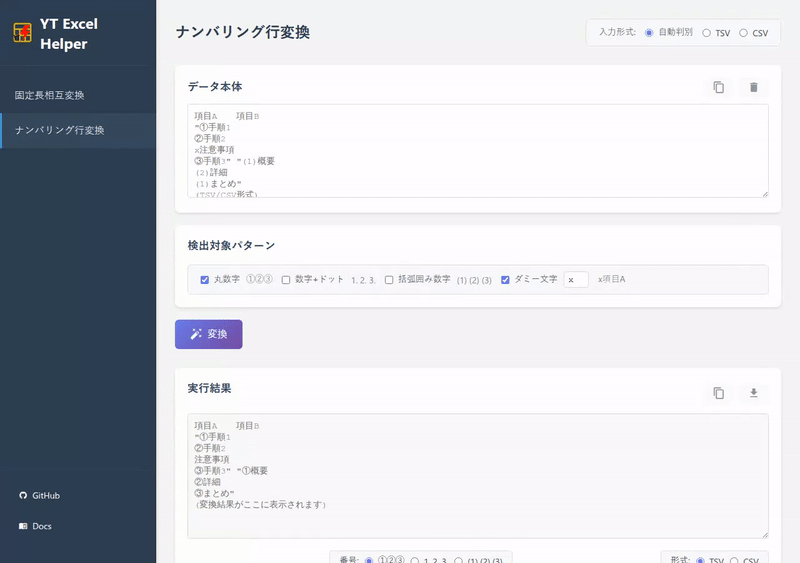 YT Excel
Helper
固定長相互変換
ナンバリング行変換
GitHub
Docs
ナンバリング行変換
入力形式: 自動判別 TSV CSV
データ本体
項目A 項目B
"①手順1
②手順2
x注意事項
③手順3" "(1)概要
(2)詳細
(1)まとめ"
(TSV/CSV形式)
検出対象パターン
丸数字 ①②③ 数字+ドット 1. 2. 3. 括弧囲み数字 (1) (2) (3) ダミー文字 x x項目A
変換
実行結果
項目A 項目B
"①手順1
②手順2
注意事項
③手順3" "①概要
②詳細
③まとめ"
(変換結果がここに表示されます)
番号: ①②③ 1. 2. 3. (1) (2) (3) 形式: TSV CSV